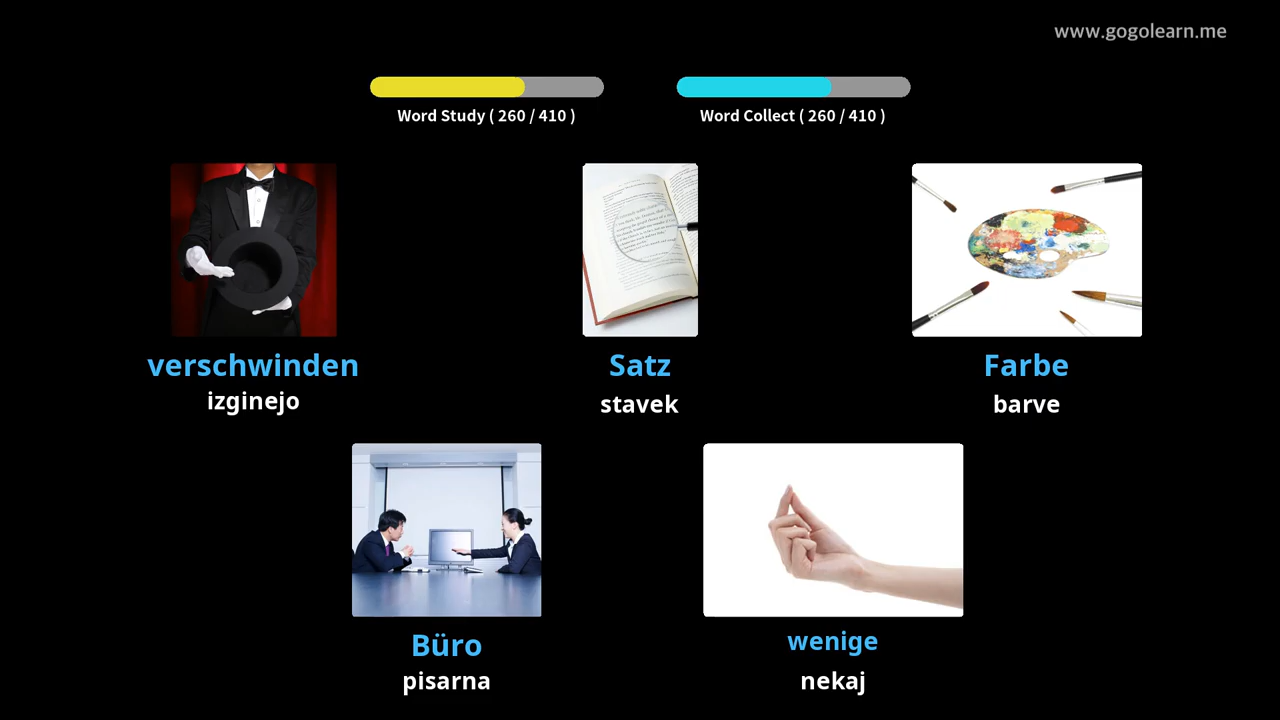 www.gogolearn.me
Word Study ( 260 / 410 )
Word Collect ( 260 / 410 )
verschwinden
izginejo
Satz
stavek
Farbe
barve
Büro
pisarna
wenige
nekaj